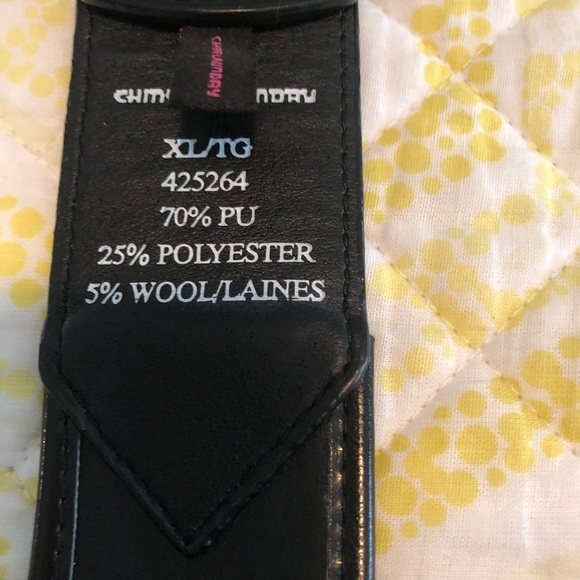 XL/TG
425264
70% PU
25% POLYESTER
5% WOOL/LAINES